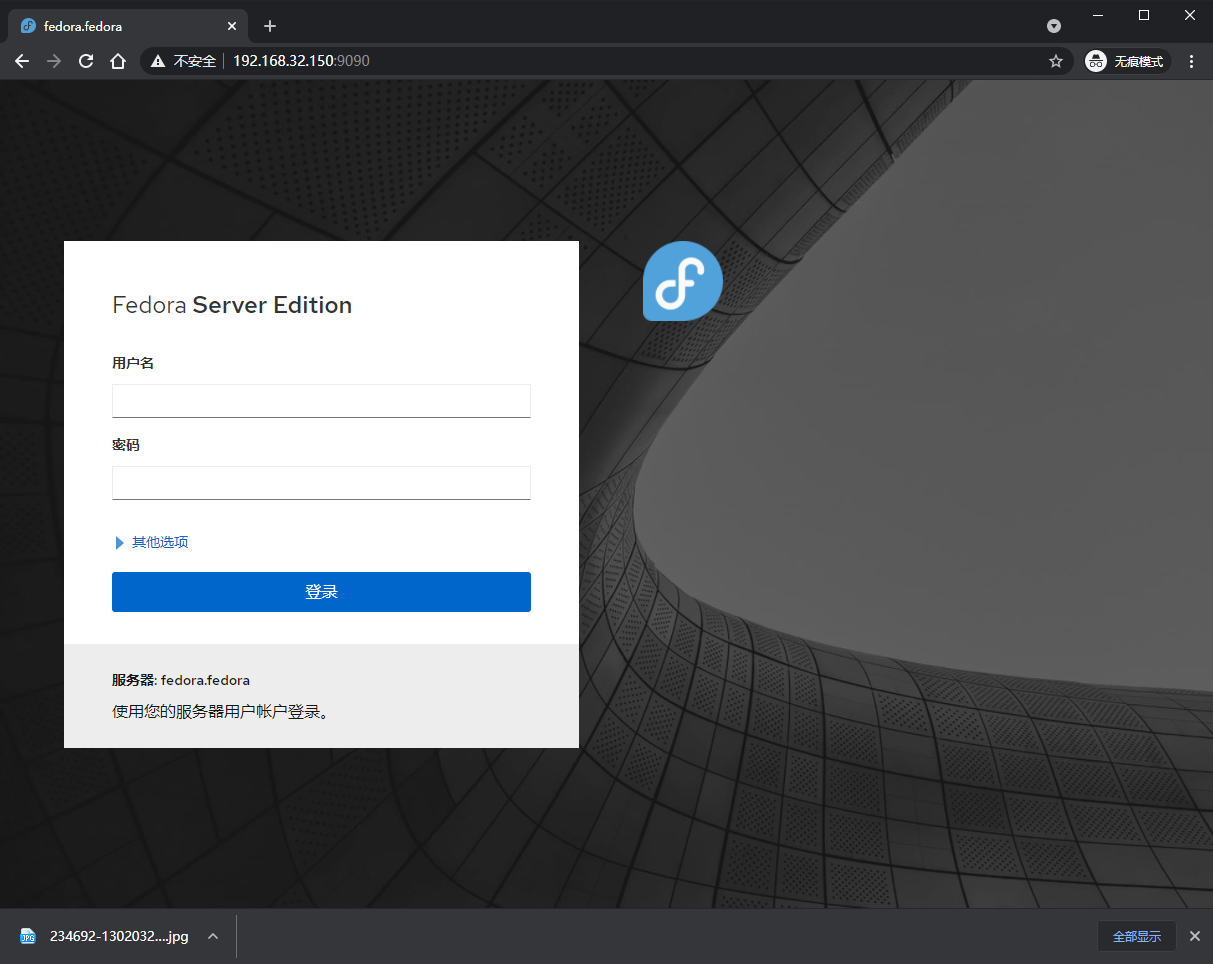 fedora.fedora
不安全 192.168.32.150:9090
无痕模式
Fedora Server Edition
用户名
密码
其他选项
登录
服务器: fedora.fedora
使用您的服务器用户帐户登录。
JPG
234692-1302032....jpg
全部显示